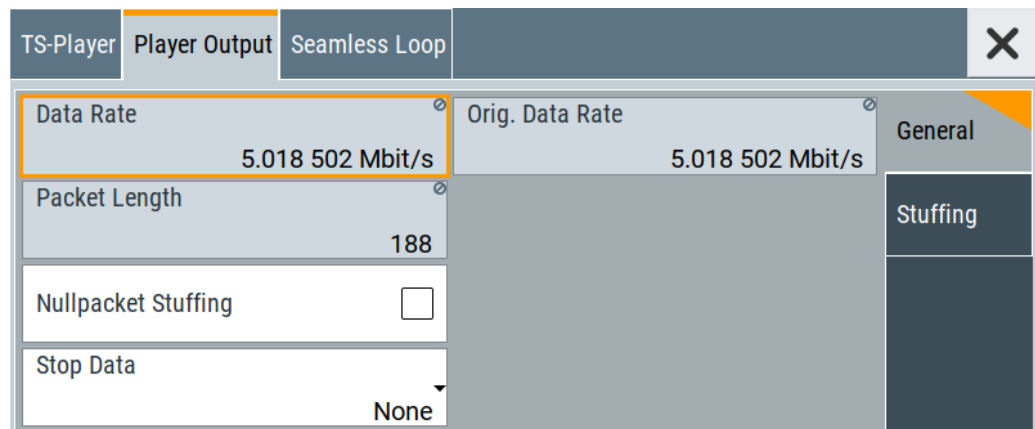 TS-Player Player Output Seamless Loop
Data Rate
5.018 502 Mbit/s
Orig. Data Rate
5.018 502 Mbit/s
General
Packet Length
188
Stuffing
Nullpacket Stuffing
Stop Data
None